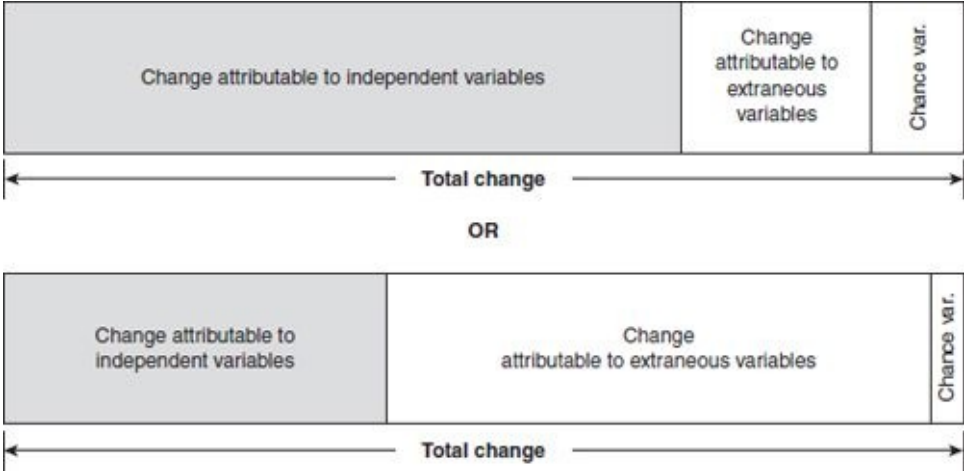 Change attributable to independent variables
Change
attributable to
extraneous
variables
Chance var.
Total change
OR
Change attributable to
independent variables
Change
attributable to extraneous variables
Chance var.
Total change